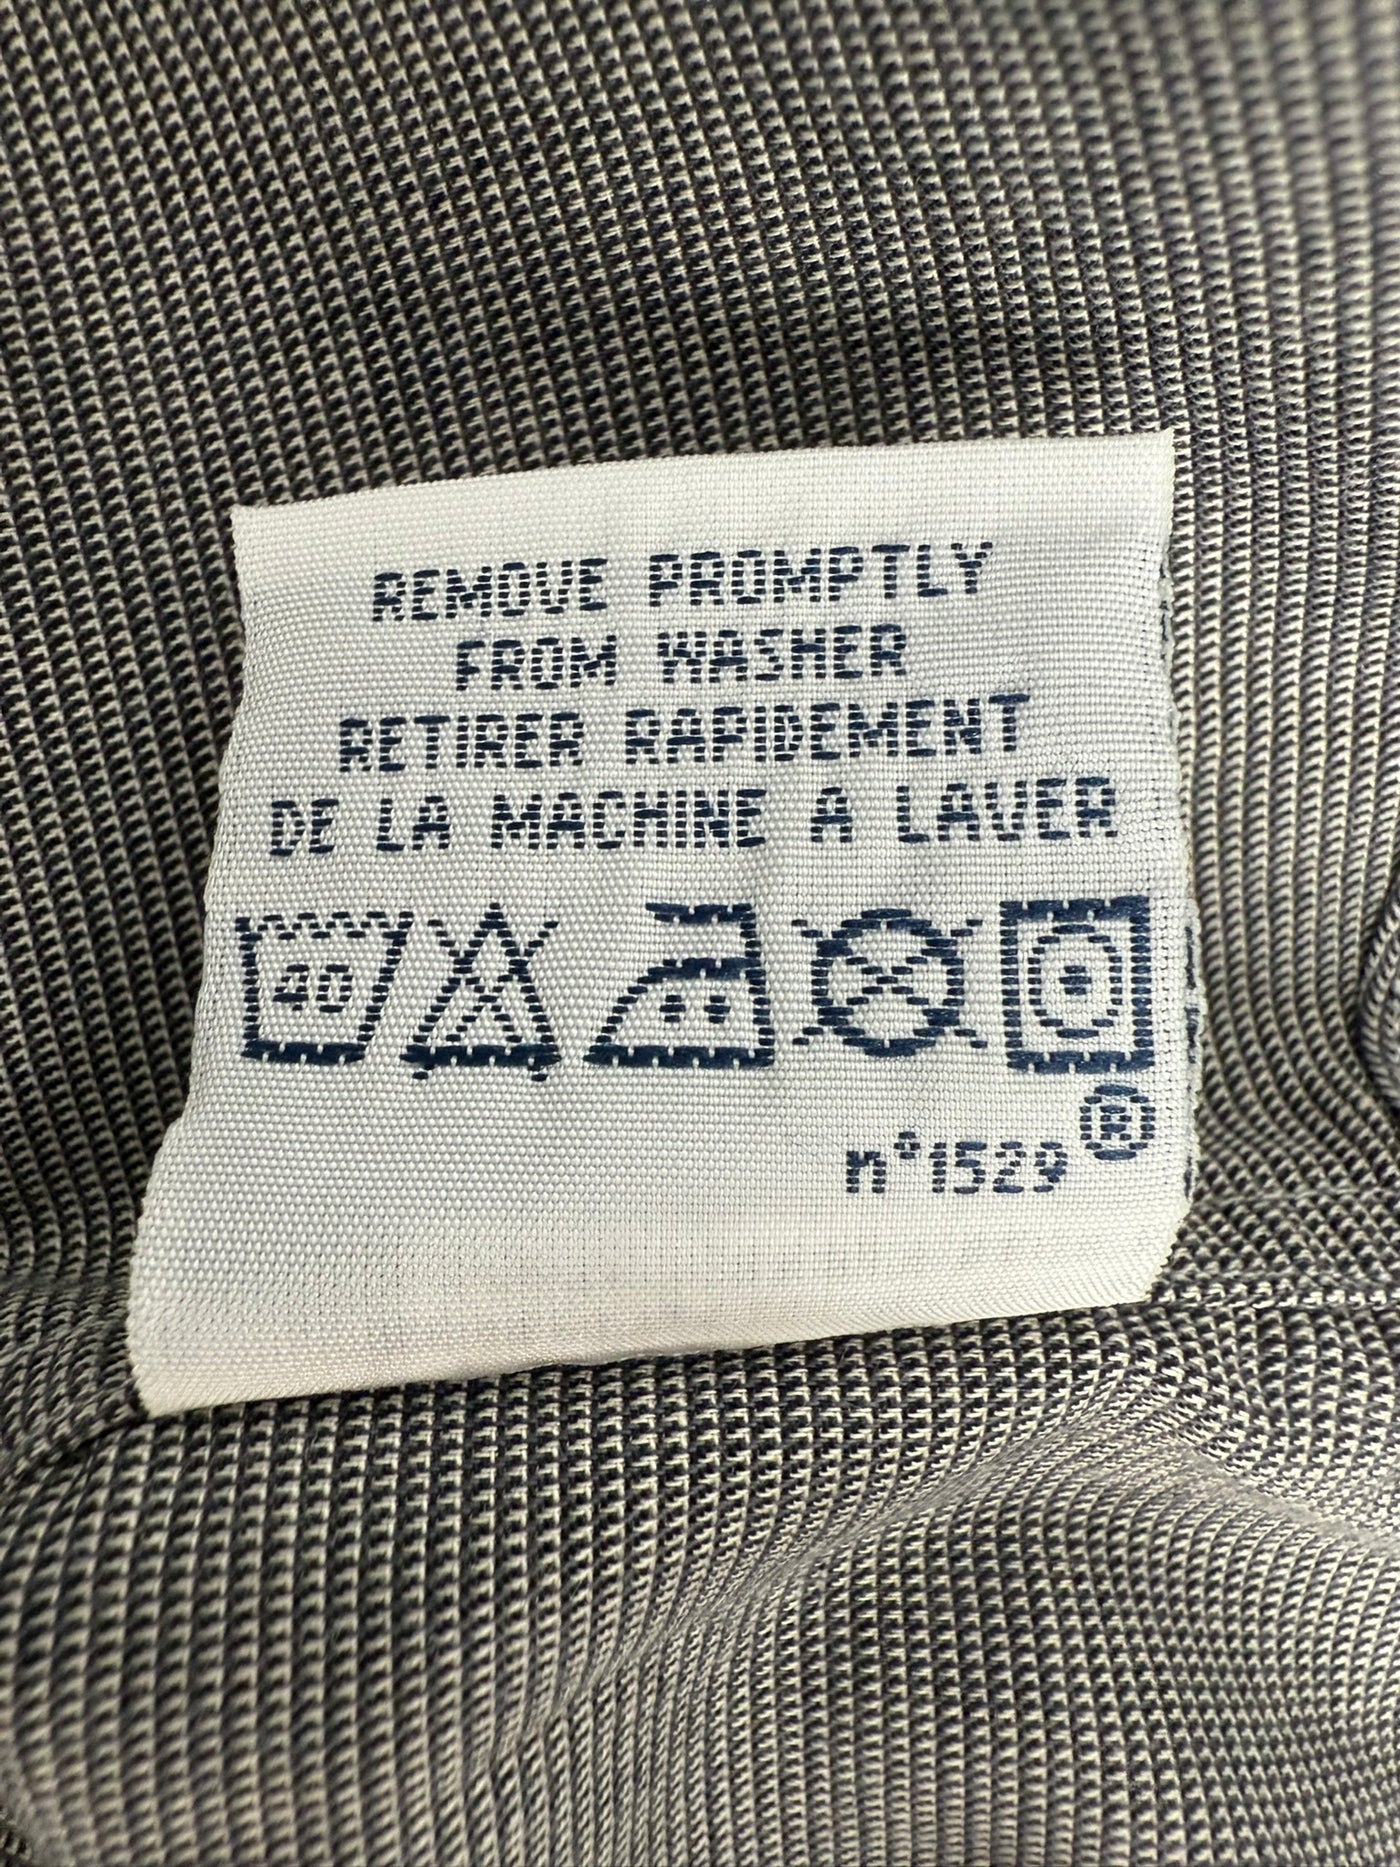 REMOVE PROMPTLY
FROM WASHER
RETIRER RAPIDEMENT
DE LA MACHINE A LAVER
40
®
n°1529